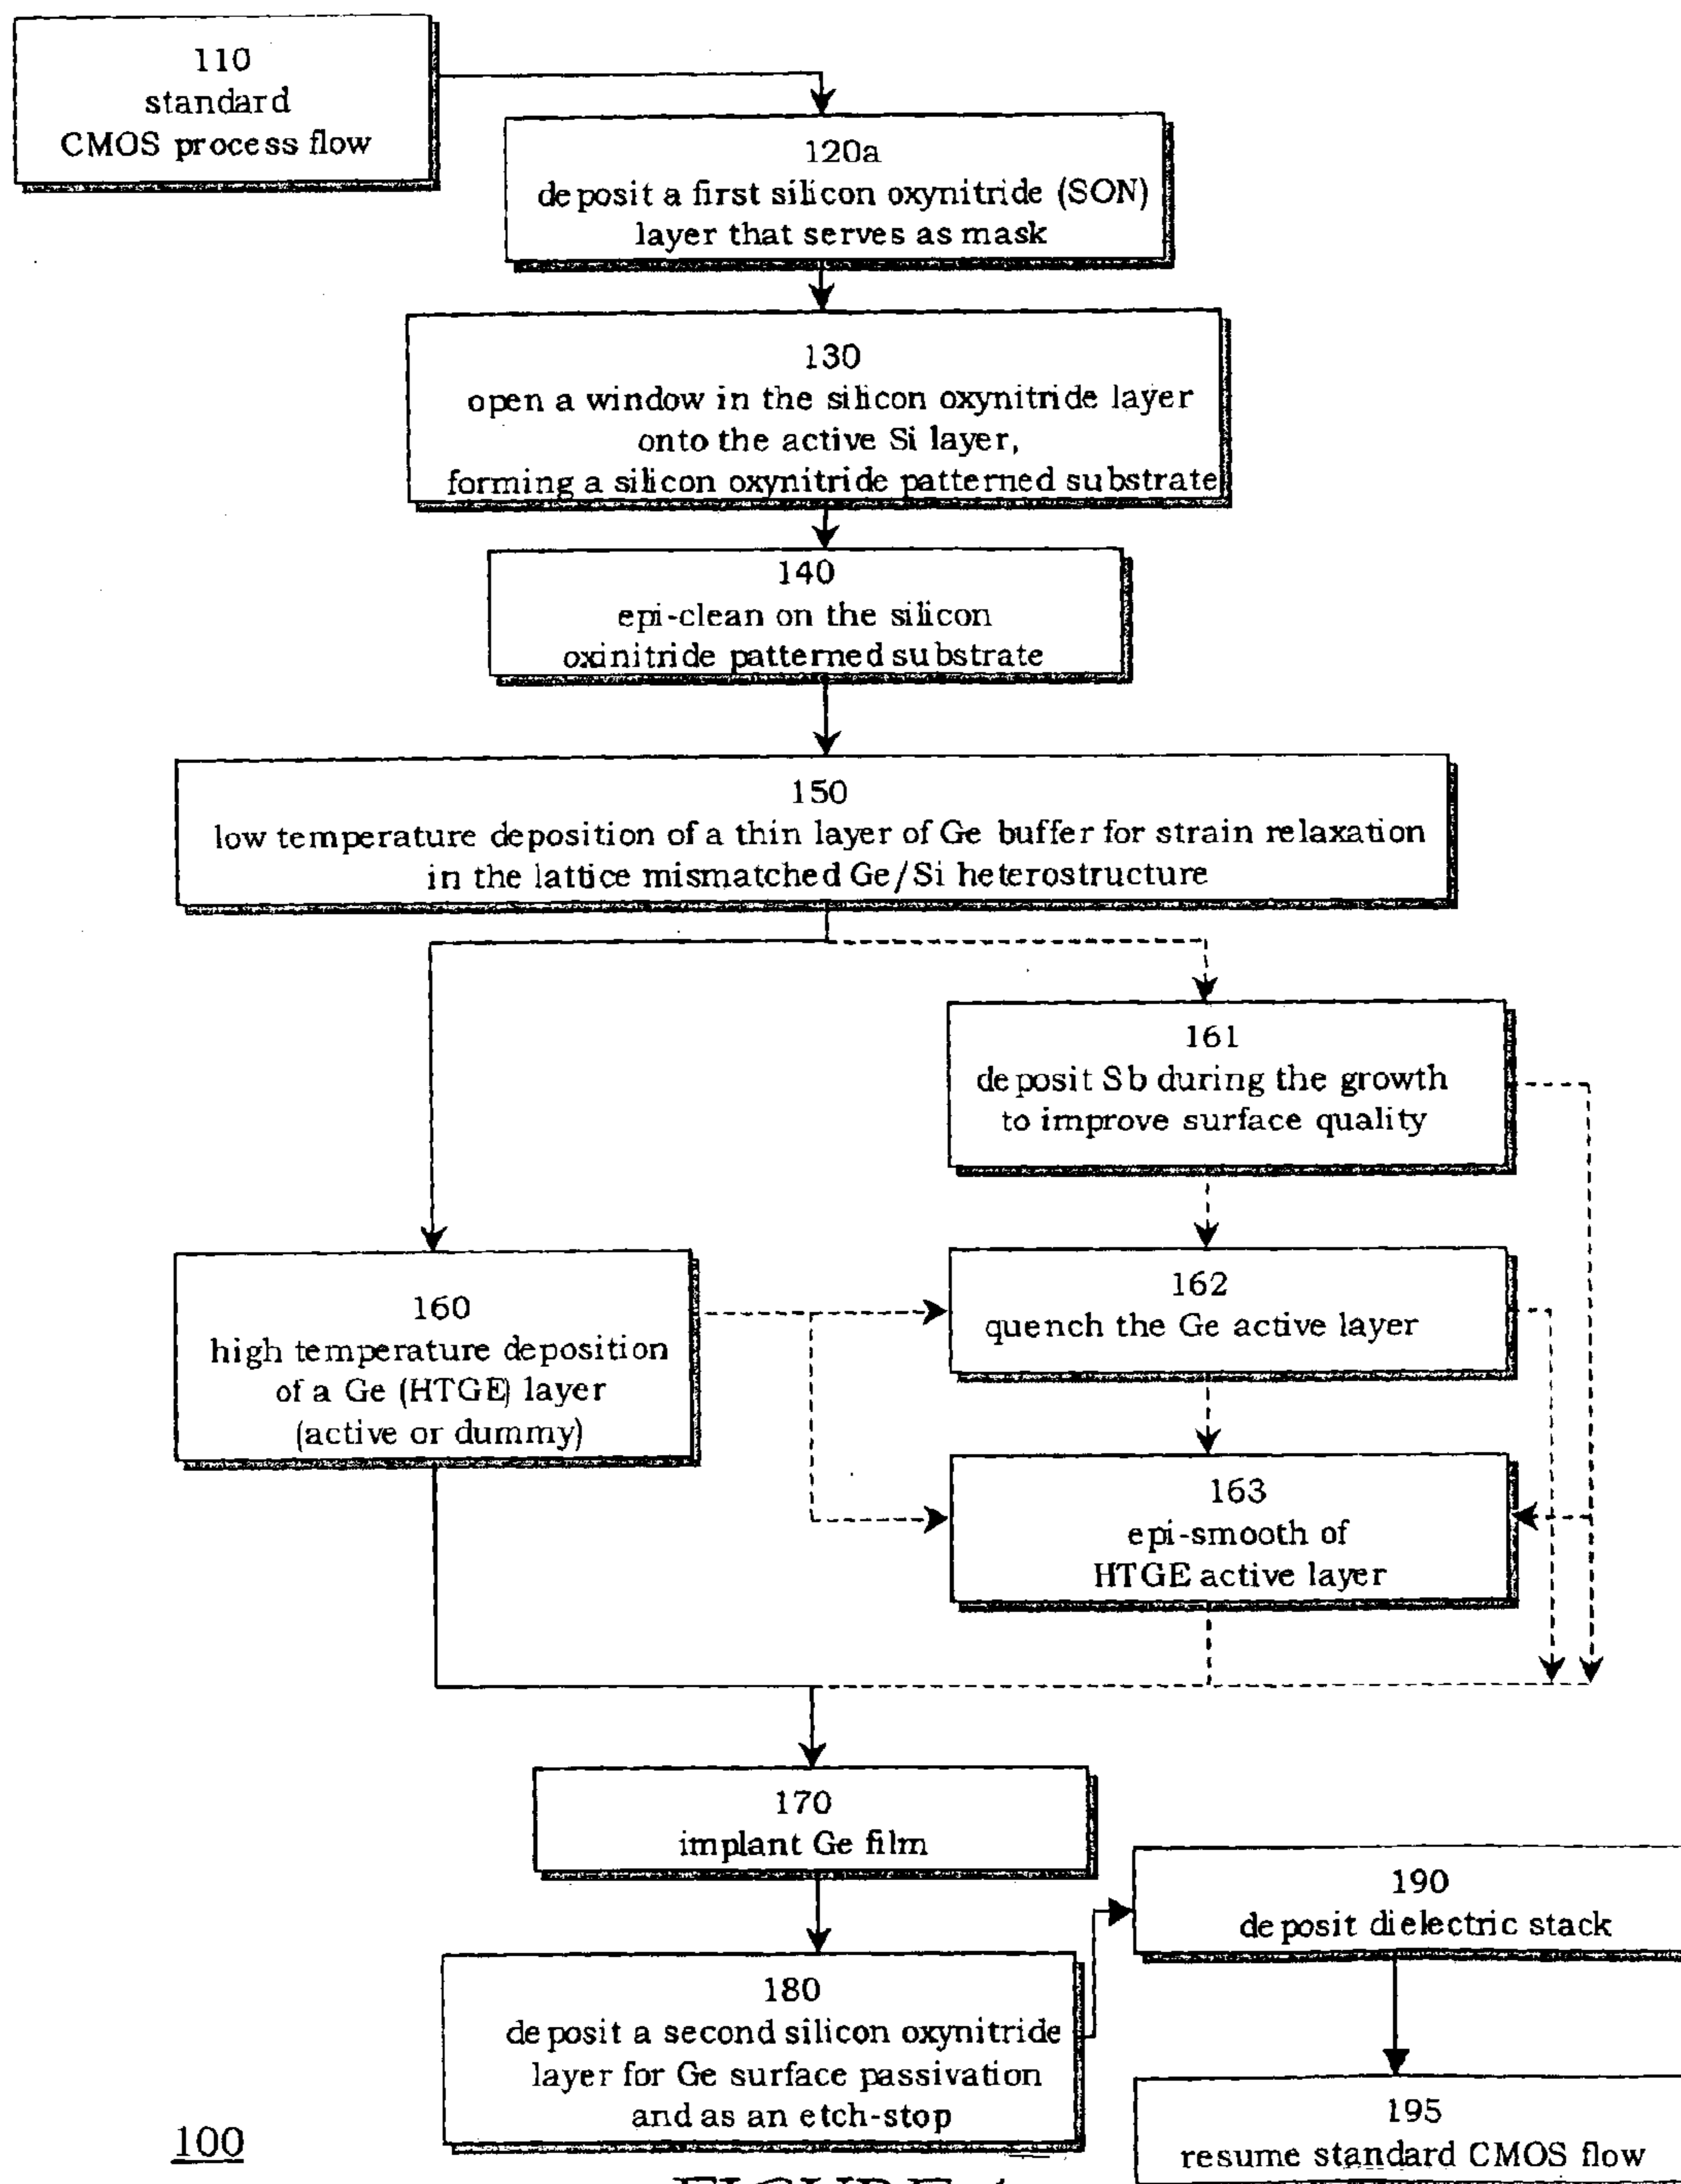 110
standard
CMOS process flow
120a
deposit a first silicon oxynitride (SON)
layer that serves as mask
130
open a window in the silicon oxynitride layer
onto the active Si layer,
forming a silicon oxynitride patterned substrate
140
epi-clean on the silicon
oxinitride patterned substrate
150
low temperature deposition of a thin layer of Ge buffer for strain relaxation
in the lattice mismatched Ge/Si heterostructure
161
deposit Sb during the growth
to improve surface quality
160
high temperature deposition
of a Ge (HTGE) layer
(active or dummy)
162
quench the Ge active layer
163
epi-smooth of
HTGE active layer
170
implant Ge film
180
deposit a second silicon oxynitride
layer for Ge surface passivation
and as an etch-stop
190
deposit dielectric stack
195
resume standard CMOS flow
100